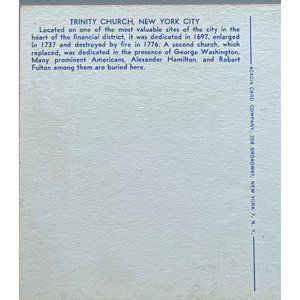 TRINITY CHURCH, NEW YORK CITY
Located on one of the most valuable sites of the city in the
heart of the financial district, it was dedicated in 1697, enlarged
in 1737 and destroyed by fire in 1776. A second church, which
replaced, was dedicated in the presence of George Washington.
Many prominent Americans, Alexander Hamilton, and Robert
Fulton among them are buried here.
ACACIA CARD COMPANY, 258 BROADWAY, NEW YORK 7, N. Y.